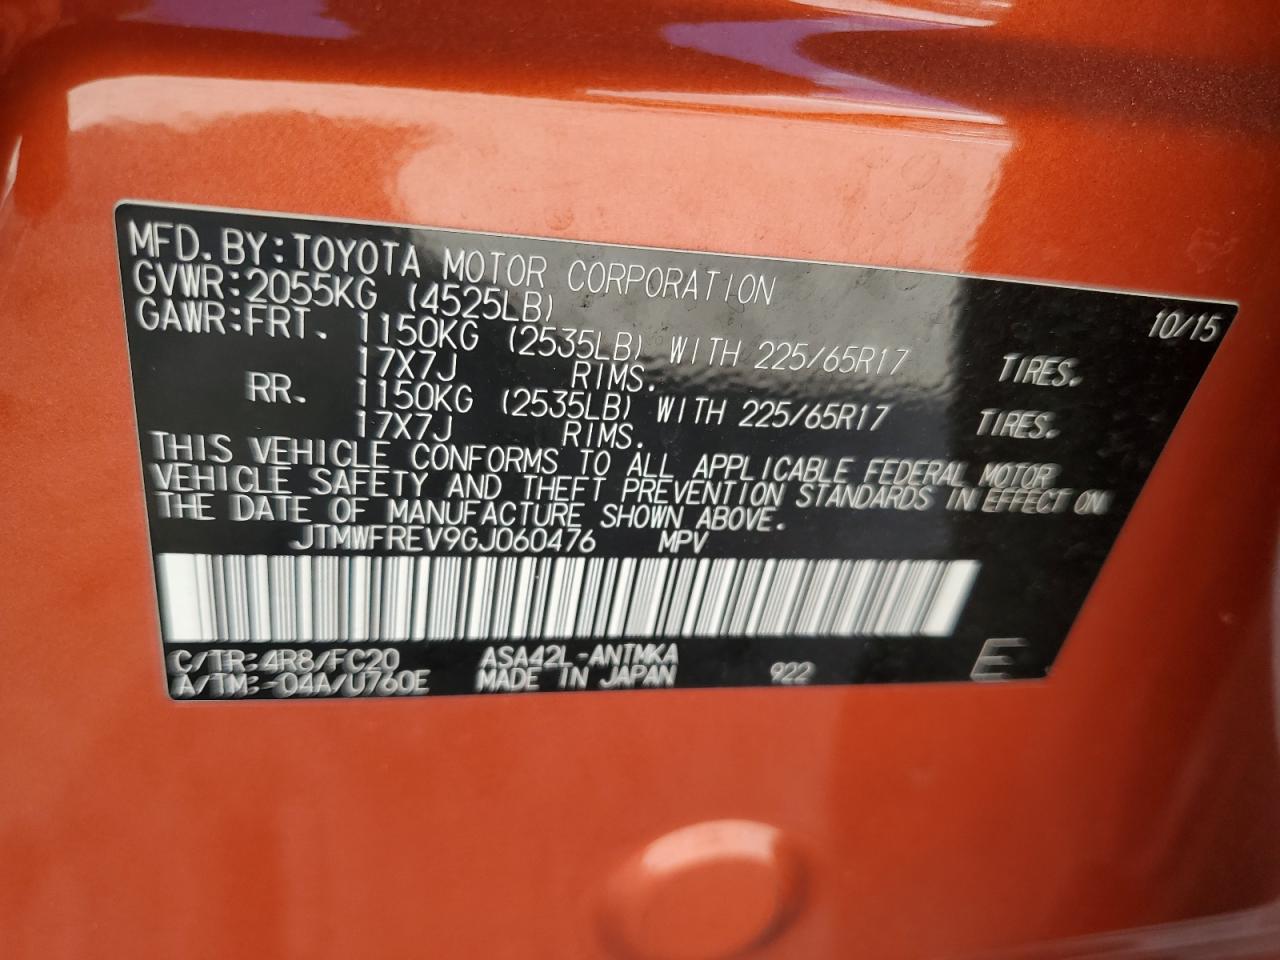 MFD.BY:TOYOTA MOTOR CORPORATION 10/15
GVWR:2055KG (4525LB)
GAWR:FRT. 1150KG (2535LB) WITH 225/65R17 TIRES.
17X7J RIMS.
RR. 1150KG (2535LB) WITH 225/65R17 TIRES.
17X7J RIMS.
THIS VEHICLE CONFORMS TO ALL APPLICABLE FEDERAL MOTOR
VEHICLE SAFETY AND THEFT PREVENTION STANDARDS IN EFFECT ON
THE DATE OF MANUFACTURE SHOWN ABOVE.
JTMWFREV9GJ060476 MPV
C/TR:4R8/FC20 ASA42L-ANTMKA 922 E
A/TM:-04A/U760E MADE IN JAPAN